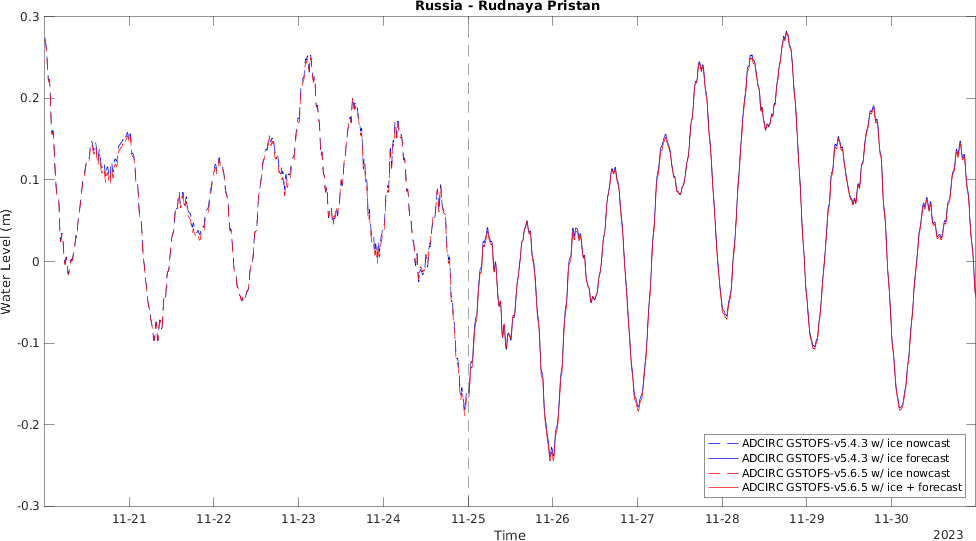 Russia - Rudnaya Pristan
0.3
0.2
0.1
0
-0.1
-0.2
-0.3
Water Level (m)
ADCIRC GSTOFS-v5.4.3 w/ ice nowcast
ADCIRC GSTOFS-v5.4.3 w/ ice forecast
ADCIRC GSTOFS-v5.6.5 w/ ice nowcast
ADCIRC GSTOFS-v5.6.5 w/ ice + forecast
11-21 11-22 11-23 11-24 11-25 11-26 11-27 11-28 11-29 11-30
Time
2023